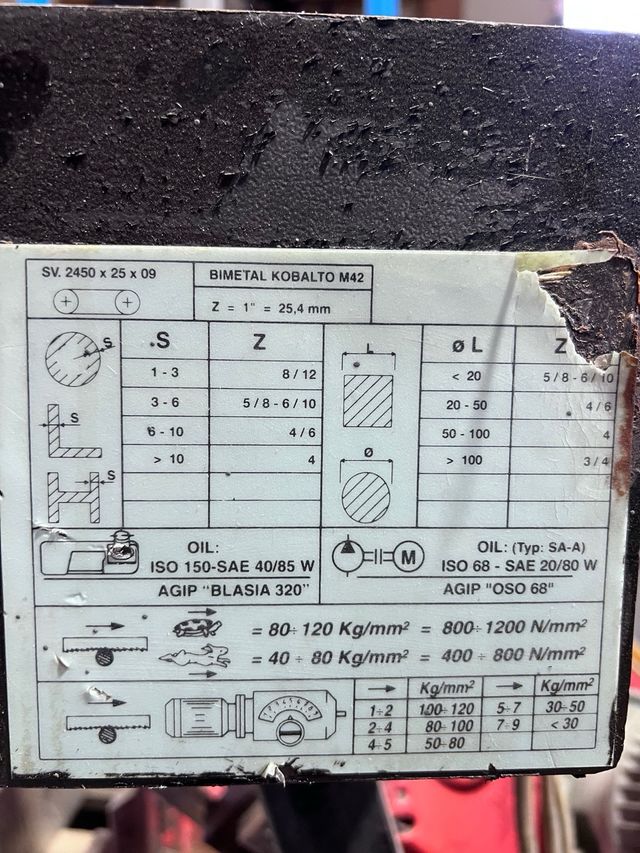 SV. 2450 x 25 x 09
BIMETAL KOBALTO M42
Z = 1" = 25,4 mm
.S Z
1 - 3 8 / 12
3 - 6 5 / 8 - 6 / 10
6 - 10 4 / 6
> 10 4
S
S
S
L
ø
ø L Z
< 20 5 / 8 - 6 / 10
20 - 50 4 / 6
50 - 100 4
> 100 3 / 4
OIL:
ISO 150-SAE 40/85 W
AGIP "BLASIA 320"
M
OIL: (Typ: SA-A)
ISO 68 - SAE 20/80 W
AGIP "OSO 68"
= 80÷120 Kg/mm² = 800÷1200 N/mm²
= 40 ÷ 80 Kg/mm² = 400 ÷ 800 N/mm²
Kg/mm² Kg/mm²
1÷2 100÷120 5÷7 30÷50
2÷4 80÷100 7÷9 < 30
4÷5 50÷80